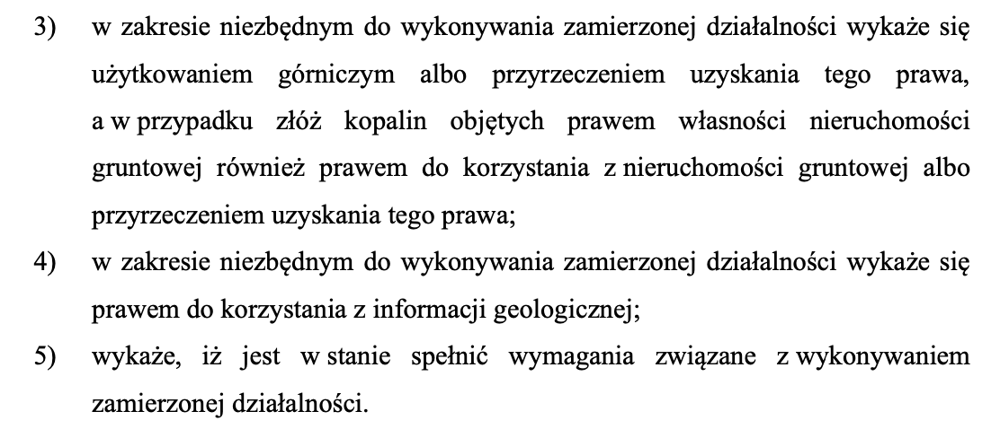 3) w zakresie niezbędnym do wykonywania zamierzonej działalności wykaże się
użytkowaniem górniczym albo przyrzeczeniem uzyskania tego prawa,
a w przypadku złóż kopalin objętych prawem własności nieruchomości
gruntowej również prawem do korzystania z nieruchomości gruntowej albo
przyrzeczeniem uzyskania tego prawa;
4) w zakresie niezbędnym do wykonywania zamierzonej działalności wykaże się
prawem do korzystania z informacji geologicznej;
5) wykaże, iż jest w stanie spełnić wymagania związane z wykonywaniem
zamierzonej działalności.